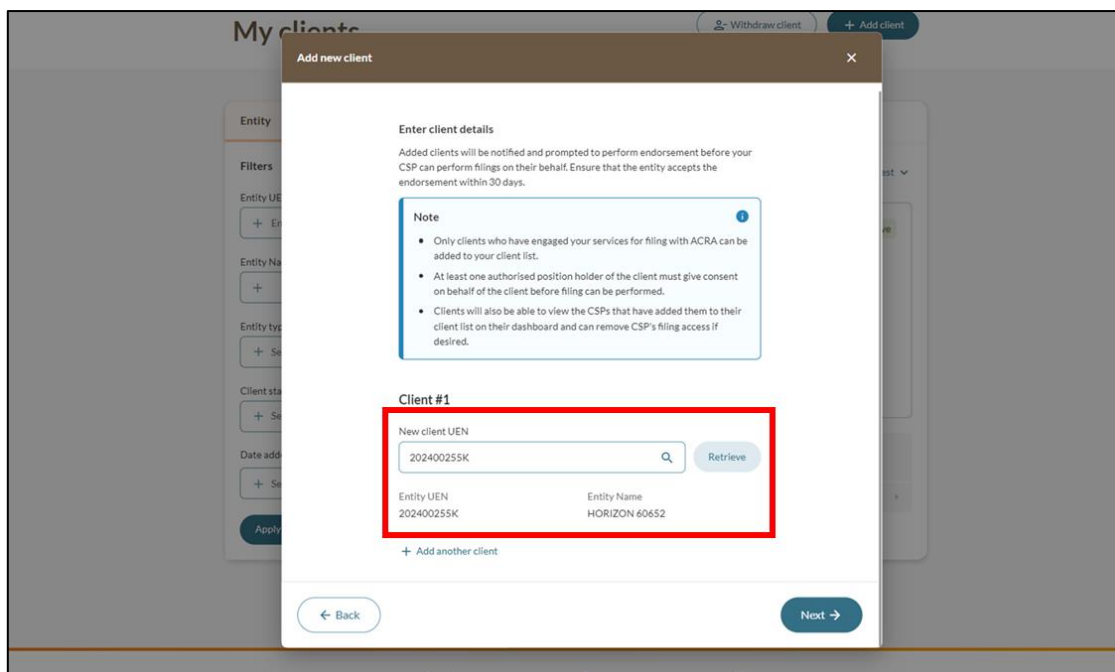 My clients
Withdraw client
+ Add client
Add new client
Entity
Filters
Entity UE
+ En
Entity Na
+
Entity typ
+ Se
Client sta
+ Se
Date add
+ Se
Apply
est
ve
Enter client details
Added clients will be notified and prompted to perform endorsement before your
CSP can perform filings on their behalf. Ensure that the entity accepts the
endorsement within 30 days.
Note
• Only clients who have engaged your services for filing with ACRA can be
added to your client list.
• At least one authorised position holder of the client must give consent
on behalf of the client before filing can be performed.
• Clients will also be able to view the CSPs that have added them to their
client list on their dashboard and can remove CSP's filing access if
desired.
Client #1
New client UEN
202400255K
Retrieve
Entity UEN Entity Name
202400255K HORIZON 60652
+ Add another client
← Back
Next →